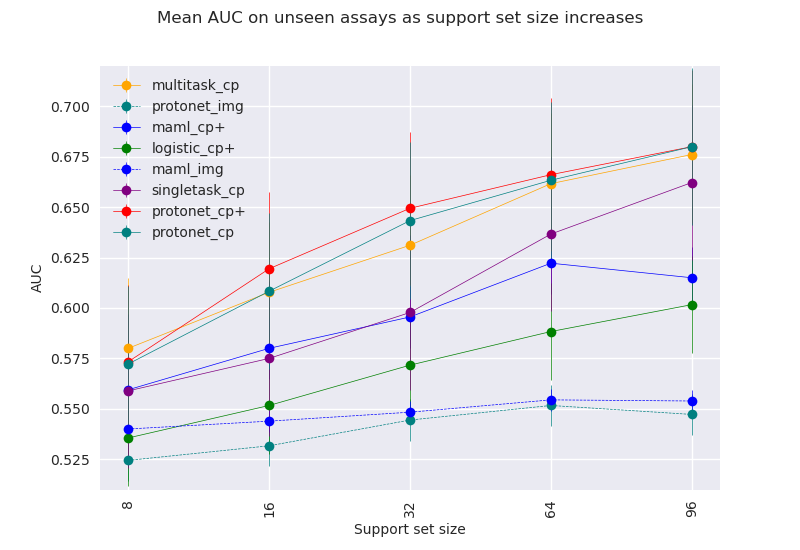 Mean AUC on unseen assays as support set size increases
multitask_cp
protonet_img
maml_cp+
logistic_cp+
maml_img
singletask_cp
protonet_cp+
protonet_cp
0.700
0.675
0.650
0.625
0.600
0.575
0.550
0.525
AUC
8
16
32
64
96
Support set size